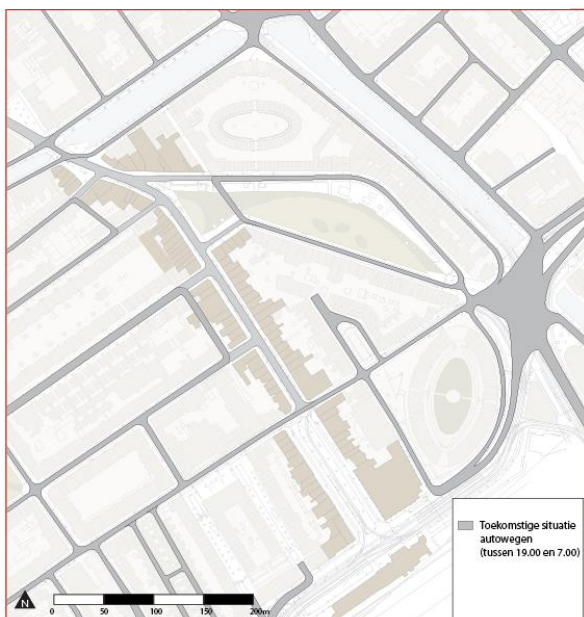 Toekomstige situatie
autowegen
(tussen 19.00 en 7.00)
N
0 50 100 150 200m